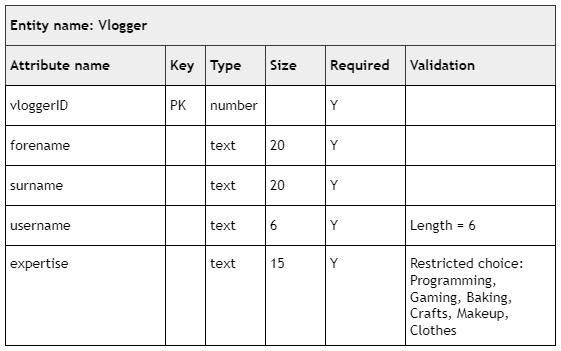 Entity name: Vlogger
Attribute name Key Type Size Required Validation
vloggerID PK number Y
forename text 20 Y
surname text 20 Y
username text 6 Y Length = 6
expertise text 15 Y Restricted choice:
Programming,
Gaming, Baking,
Crafts, Makeup,
Clothes